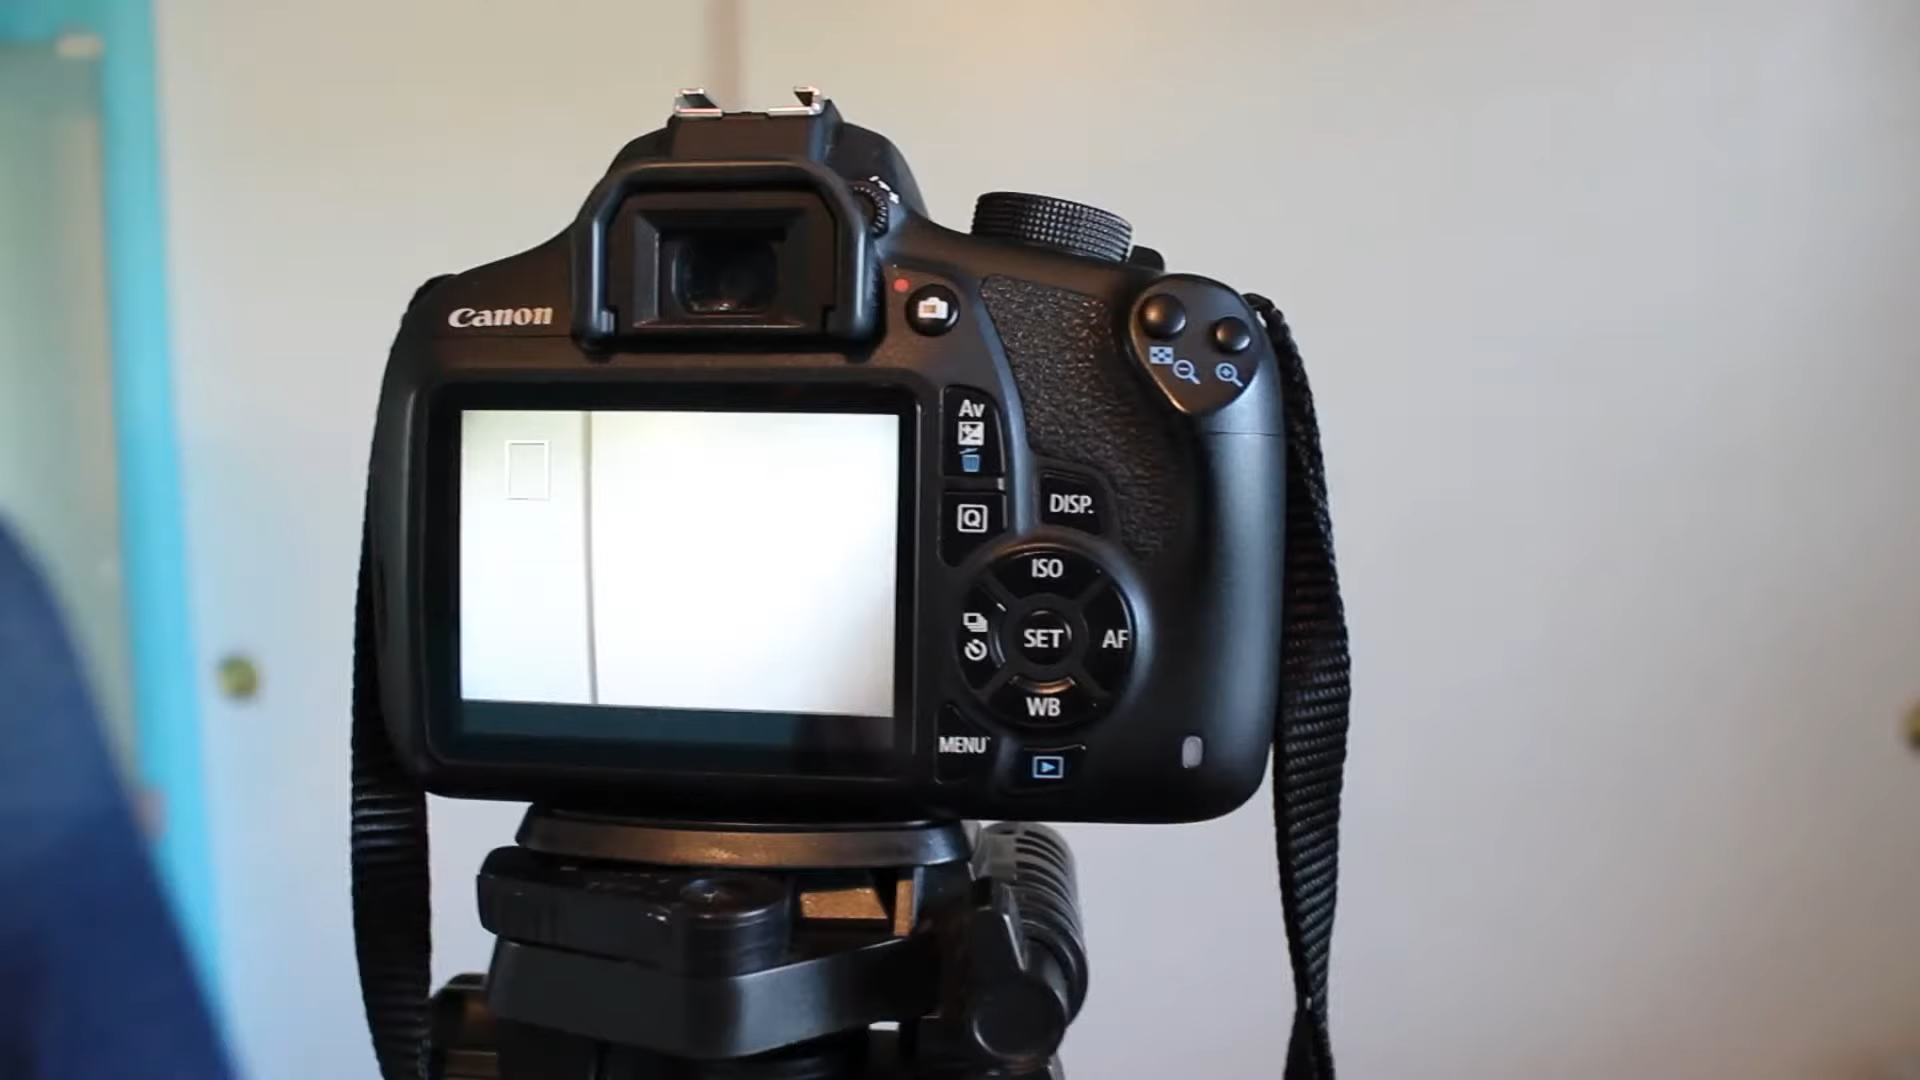 Canon
Av
Q
DISP.
ISO
SET
AF
WB
MENU